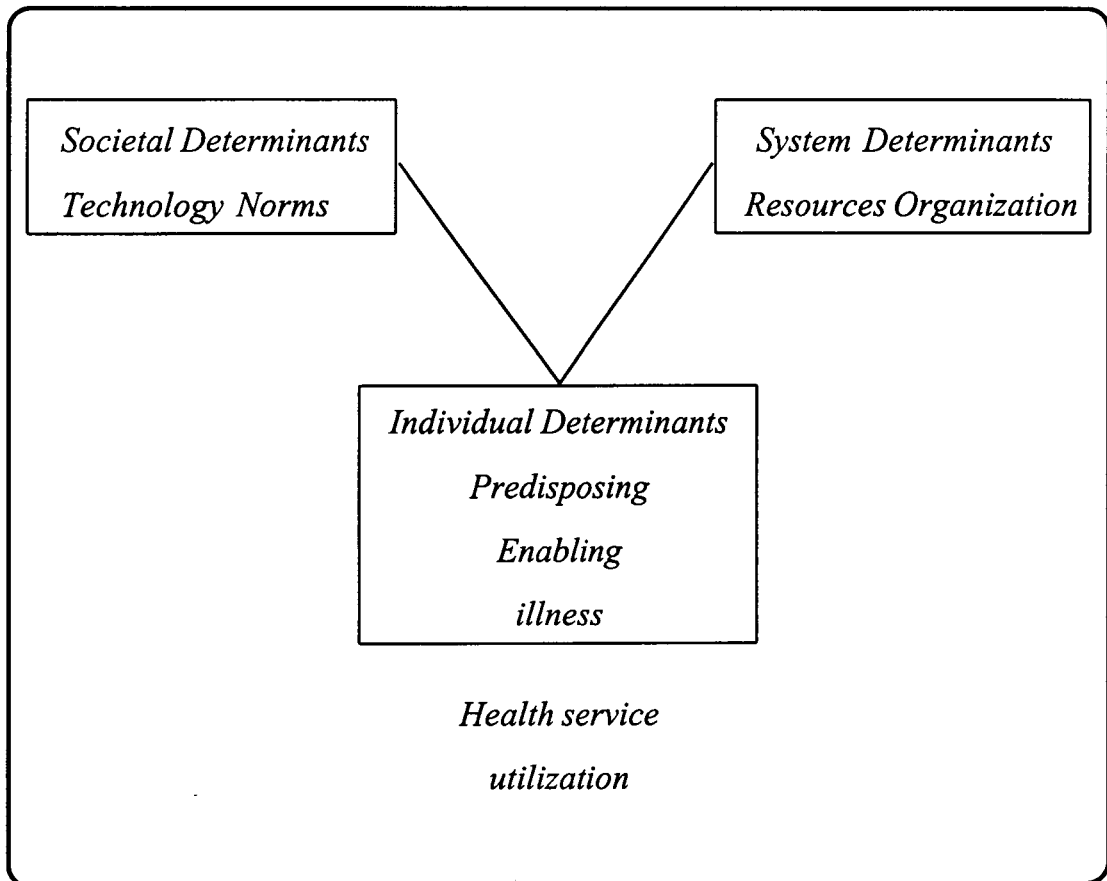 Societal Determinants
Technology Norms
System Determinants
Resources Organization
Individual Determinants
Predisposing
Enabling
illness
Health service
utilization